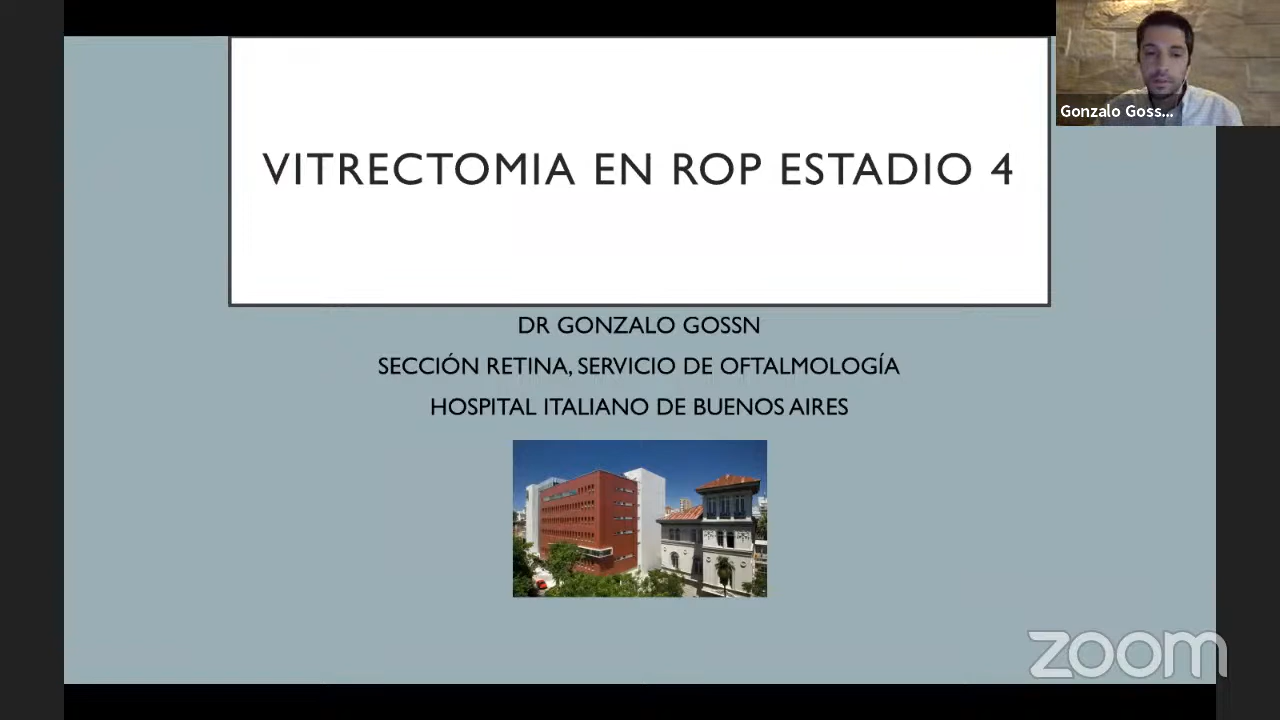 VITRECTOMIA EN ROP ESTADIO 4
DR GONZALO GOSSN
SECCIÓN RETINA, SERVICIO DE OFTALMOLOGÍA
HOSPITAL ITALIANO DE BUENOS AIRES
Gonzalo Goss...
zoom